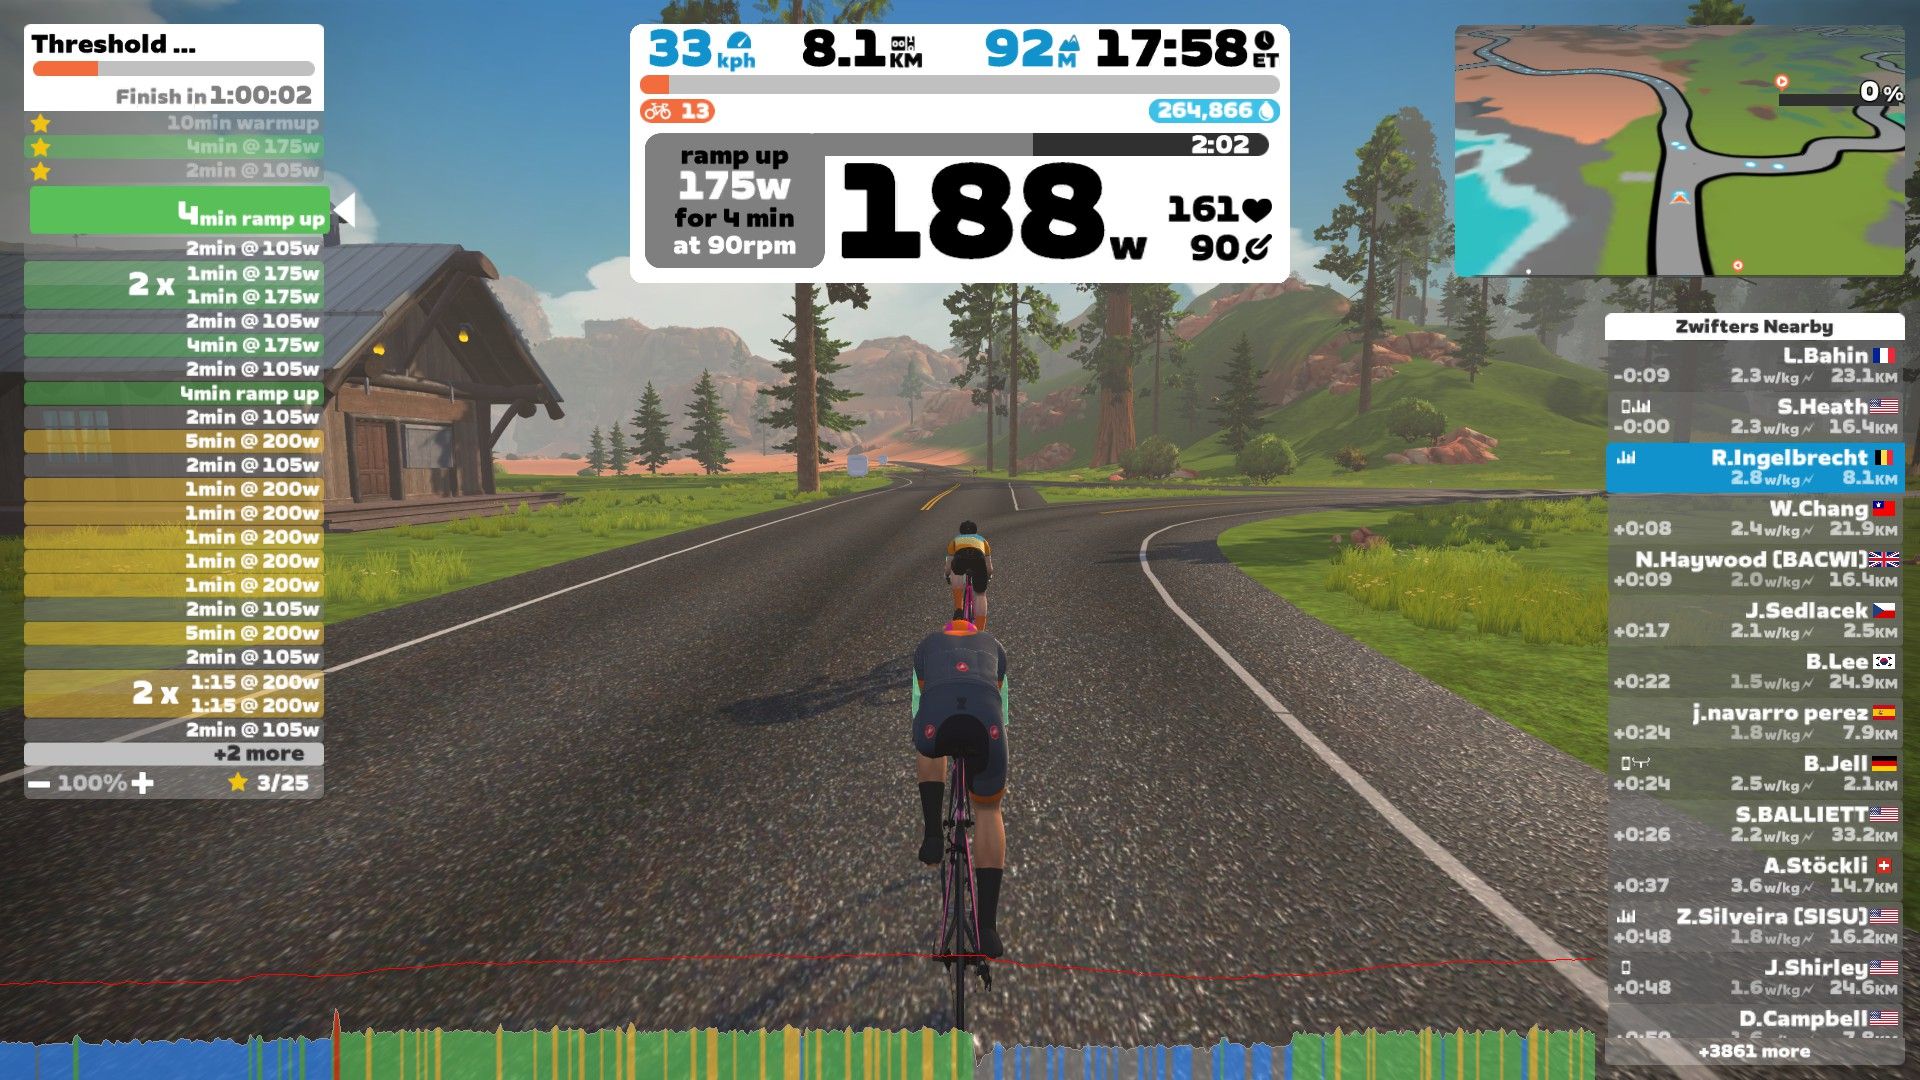 Threshold ...
Finish in 1:00:02
10min warmup
4min @ 175w
2min @ 105w
4min ramp up
2min @ 105w
2 x
1min @ 175w
1min @ 175w
2min @ 105w
4min @ 175w
2min @ 105w
4min ramp up
2min @ 105w
5min @ 200w
2min @ 105w
1min @ 200w
1min @ 200w
1min @ 200w
1min @ 200w
1min @ 200w
2min @ 105w
5min @ 200w
2min @ 105w
2 x
1:15 @ 200w
1:15 @ 200w
2min @ 105w
+2 more
100%
3/25
33 kph 8.1 KM 92 M 17:58 ET
13
264,866
ramp up
175w
for 4 min
at 90rpm
2:02
188 w
161
90
0 %
Zwifters Nearby
L.Bahin
-0:09 2.3 w/kg 23.1 KM
S.Heath
-0:00 2.3 w/kg 16.4 KM
R.Ingelbrecht
2.8 w/kg 8.1 KM
W.Chang
+0:08 2.4 w/kg 21.9 KM
N.Haywood (BACWI)
+0:09 2.0 w/kg 16.4 KM
J.Sedlacek
+0:17 2.1 w/kg 2.5 KM
B.Lee
+0:22 1.5 w/kg 24.9 KM
j.navarro perez
+0:24 1.8 w/kg 7.9 KM
B.Jell
+0:24 2.5 w/kg 2.1 KM
S.BALLIETT
+0:26 2.2 w/kg 33.2 KM
A.Stöckli
+0:37 3.6 w/kg 14.7 KM
Z.Silveira (SISU)
+0:48 1.8 w/kg 16.2 KM
J.Shirley
+0:48 1.6 w/kg 24.6 KM
D.Campbell
+3861 more